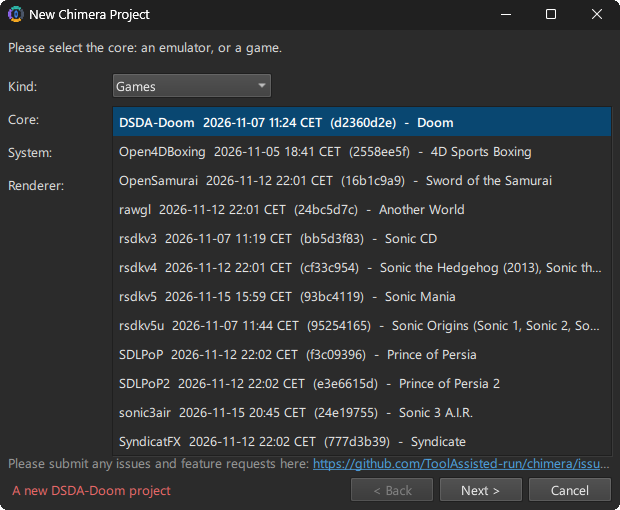 New Chimera Project
Please select the core: an emulator, or a game.
Kind: Games
Core: DSDA-Doom 2026-11-07 11:24 CET (d2360d2e) - Doom
Open4DBoxing 2026-11-05 18:41 CET (2558ee5f) - 4D Sports Boxing
System:
OpenSamurai 2026-11-12 22:01 CET (16b1c9a9) - Sword of the Samurai
Renderer:
rawgl 2026-11-12 22:01 CET (24bc5d7c) - Another World
rsdkv3 2026-11-07 11:19 CET (bb5d3f83) - Sonic CD
rsdkv4 2026-11-12 22:01 CET (cf33c954) - Sonic the Hedgehog (2013), Sonic th...
rsdkv5 2026-11-15 15:59 CET (93bc4119) - Sonic Mania
rsdkv5u 2026-11-07 11:44 CET (95254165) - Sonic Origins (Sonic 1, Sonic 2, So...
SDLPoP 2026-11-12 22:02 CET (f3c09396) - Prince of Persia
SDLPoP2 2026-11-12 22:02 CET (e3e6615d) - Prince of Persia 2
sonic3air 2026-11-15 20:45 CET (24e19755) - Sonic 3 A.I.R.
SyndicatFX 2026-11-12 22:02 CET (777d3b39) - Syndicate
Please submit any issues and feature requests here: https://github.com/ToolAssisted-run/chimera/issu...
A new DSDA-Doom project
< Back
Next >
Cancel